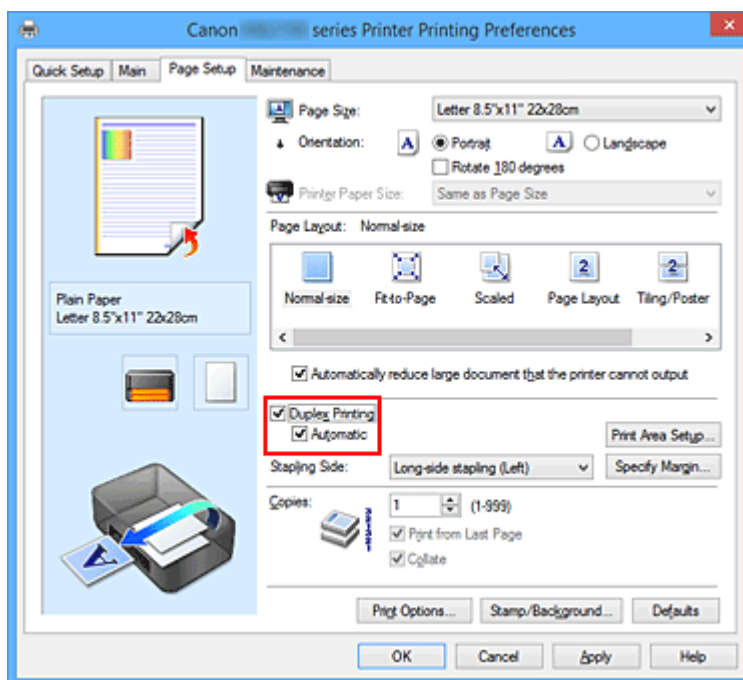 Canon series Printer Printing Preferences
Quick Setup Main Page Setup Maintenance
Page Size: Letter 8.5"x11" 22x28cm
Orientation: A Portrait A Landscape
Rotate 180 degrees
Printer Paper Size: Same as Page Size
Page Layout: Normal-size
2 2
Normal-size Fit-to-Page Scaled Page Layout Tiling/Poster
Plain Paper
Letter 8.5"x11" 22x28cm
Automatically reduce large document that the printer cannot output
Duplex Printing
Automatic
Print Area Setup...
Stapling Side: Long-side stapling (Left) Specify Margin...
Copies: 1 (1-999)
Print from Last Page
Collate
A
Print Options... Stamp/Background... Defaults
OK Cancel Apply Help